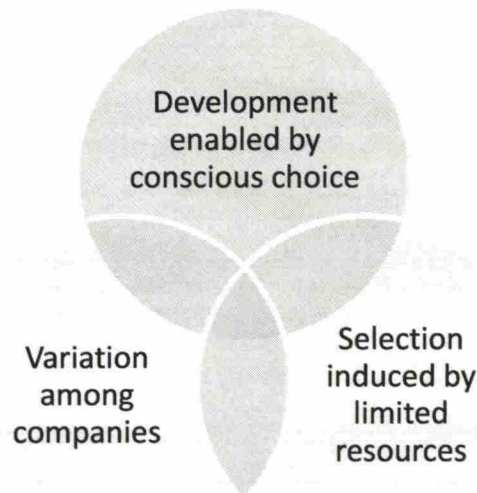 Development
enabled by
conscious choice
Variation
among
companies
Selection
induced by
limited
resources